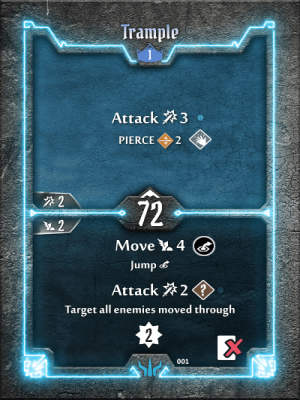 Trample
1
Attack 3
PIERCE 2
2
72
2
Move 4
Jump
Attack 2 ?
Target all enemies moved through
2
001